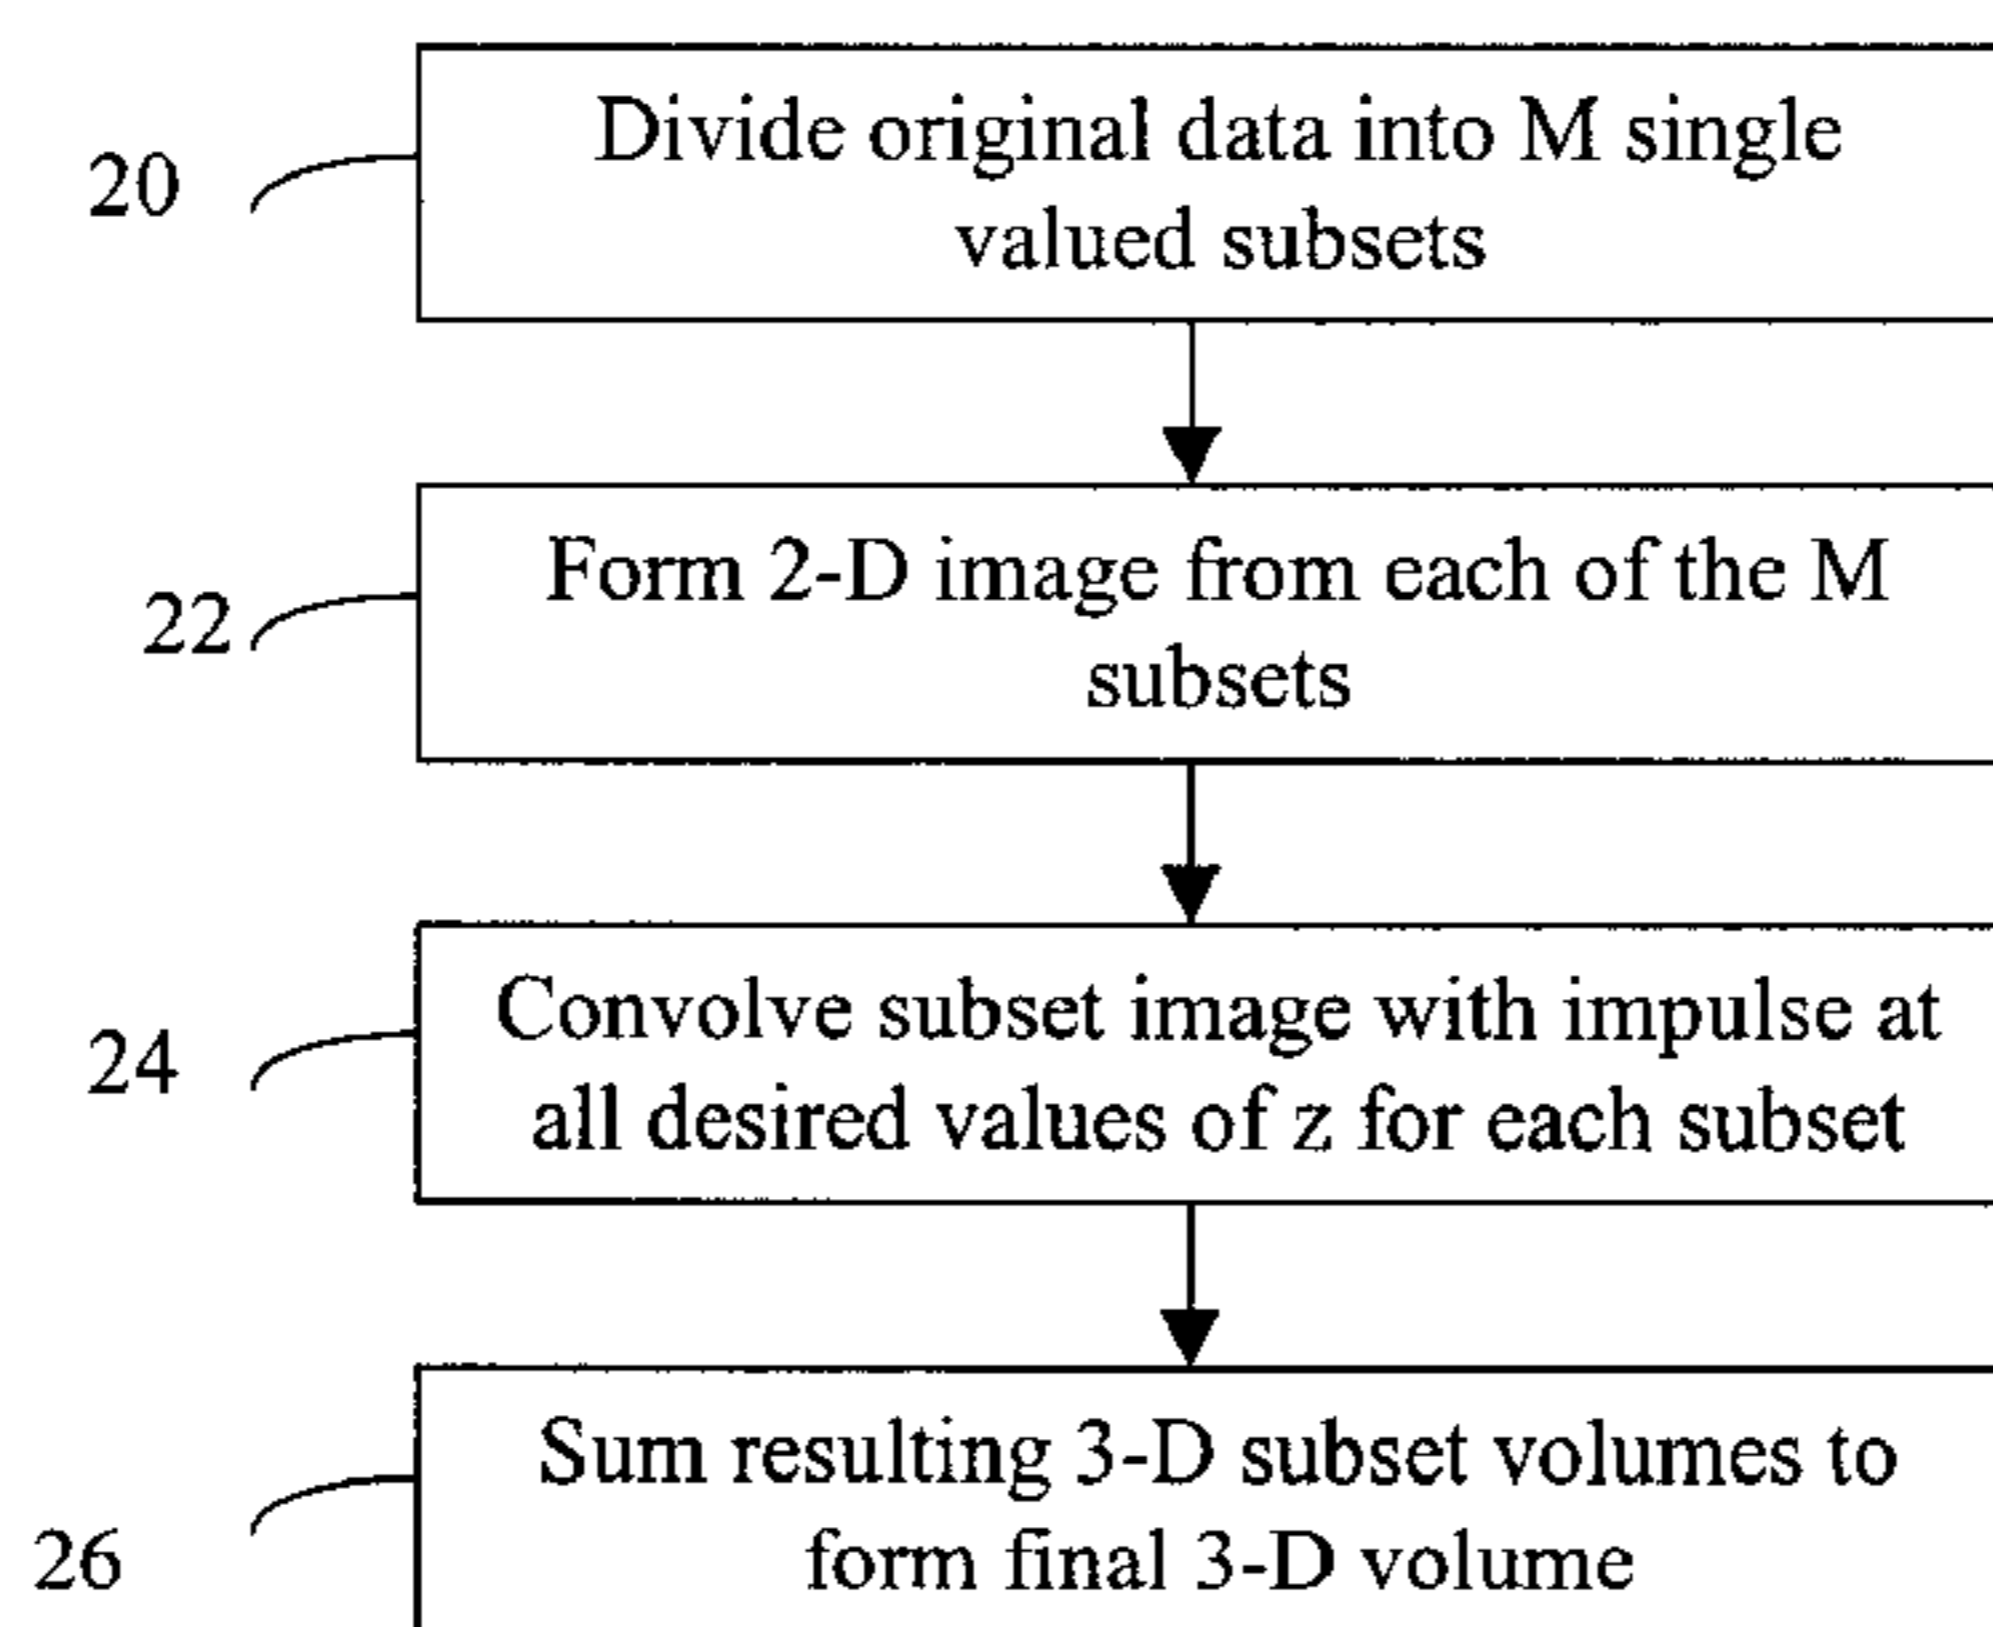 20
Divide original data into M single
valued subsets
22
Form 2-D image from each of the M
subsets
24
Convolve subset image with impulse at
all desired values of z for each subset
26
Sum resulting 3-D subset volumes to
form final 3-D volume